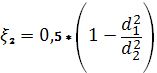 ξ₂ = 0,5 * (1 − d₁²/d₂²)